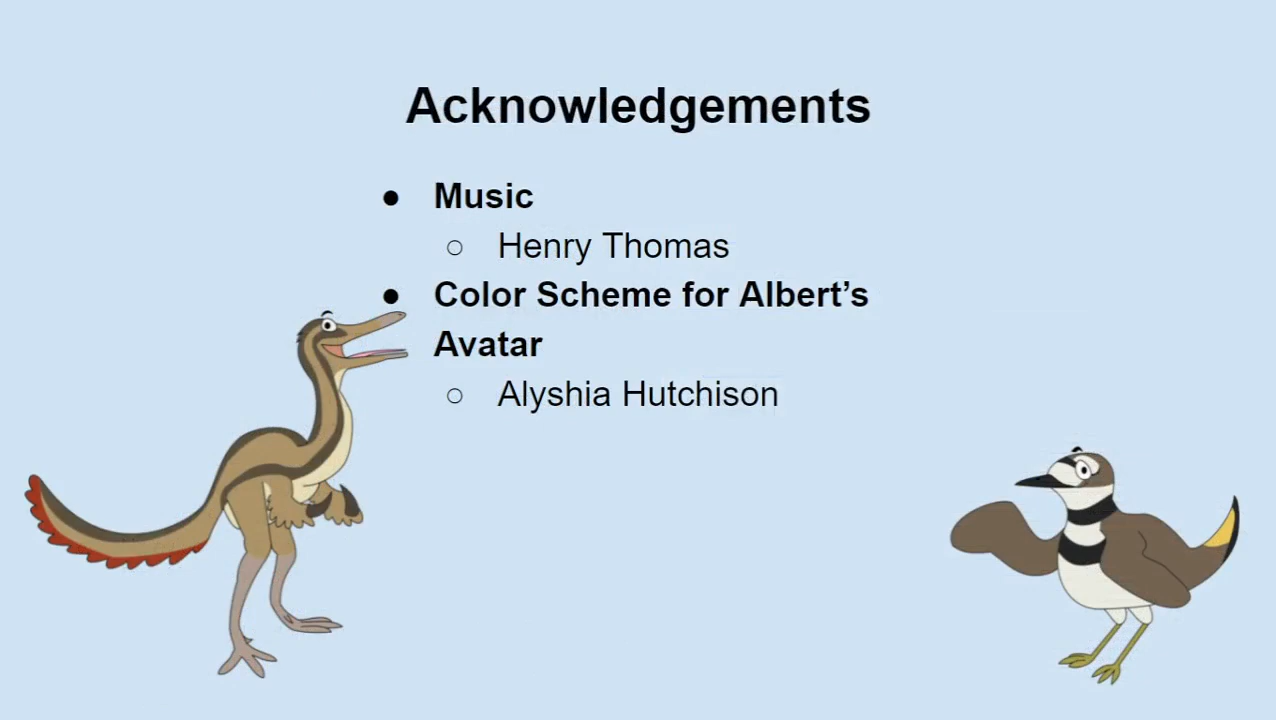 Acknowledgements
● Music
○ Henry Thomas
● Color Scheme for Albert’s
Avatar
○ Alyshia Hutchison